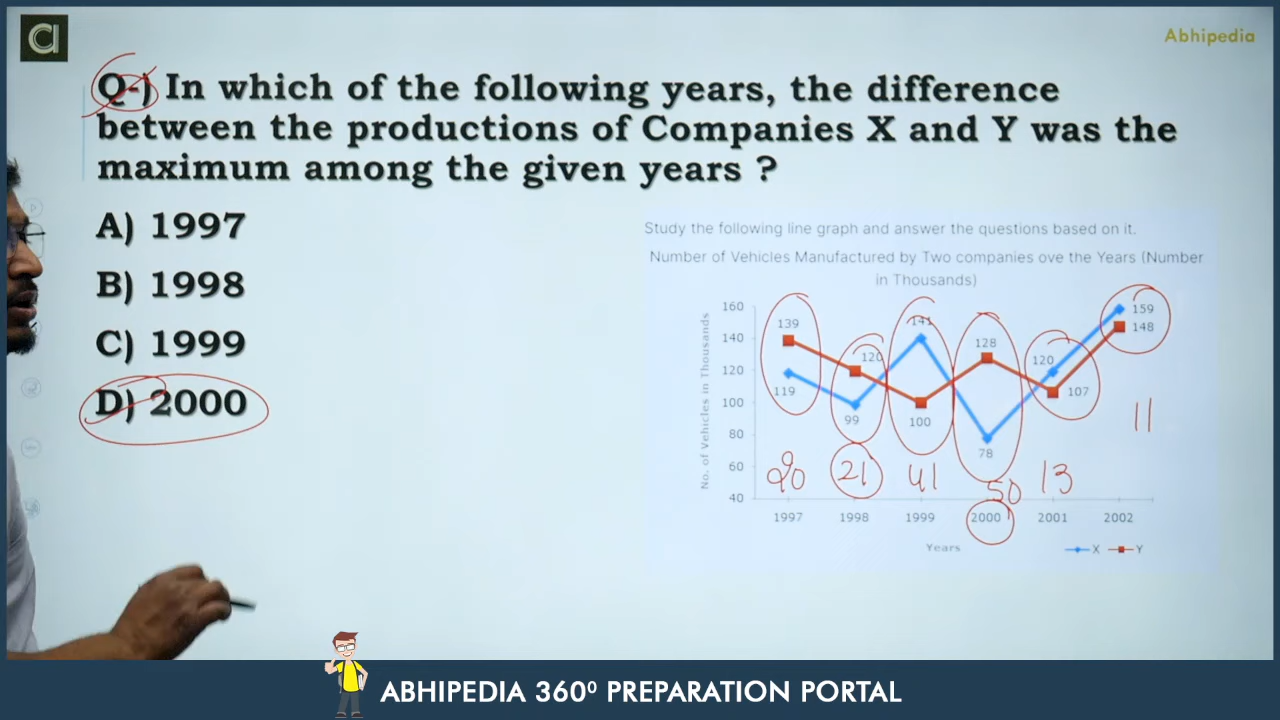 Abhipedia
Q-) In which of the following years, the difference
between the productions of Companies X and Y was the
maximum among the given years ?
A) 1997
B) 1998
C) 1999
D) 2000
Study the following line graph and answer the questions based on it.
Number of Vehicles Manufactured by Two companies ove the Years (Number
in Thousands)
No. of Vehicles in Thousands
160
140
120
100
80
60
40
139
119
120
99
141
100
128
78
120
107
159
148
20
21
41
50
13
11
1997 1998 1999 2000 2001 2002
Years
X Y
ABHIPEDIA 360⁰ PREPARATION PORTAL